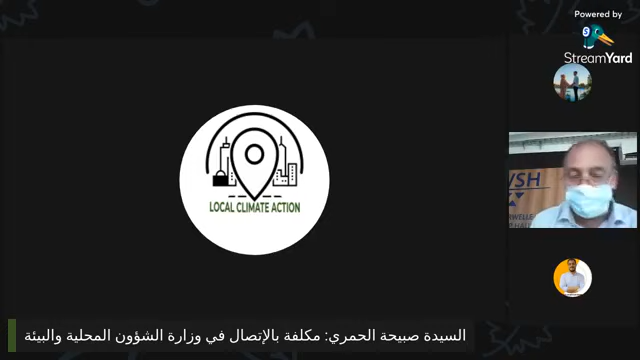 Powered by
StreamYard
LOCAL CLIMATE ACTION
السيدة صبيحة الحمري: مكلفة بالإتصال في وزارة الشؤون المحلية والبيئة